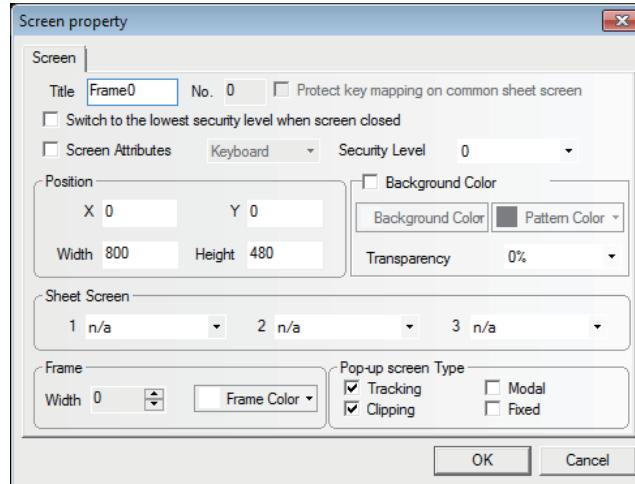 Screen property
Screen
Title Frame0 No. 0 Protect key mapping on common sheet screen
Switch to the lowest security level when screen closed
Screen Attributes Keyboard Security Level 0
Position Background Color
X 0 Y 0 Background Color Pattern Color
Width 800 Height 480 Transparency 0%
Sheet Screen
1 n/a 2 n/a 3 n/a
Frame Pop-up screen Type
Width 0 Frame Color Tracking Modal
Clipping Fixed
OK Cancel